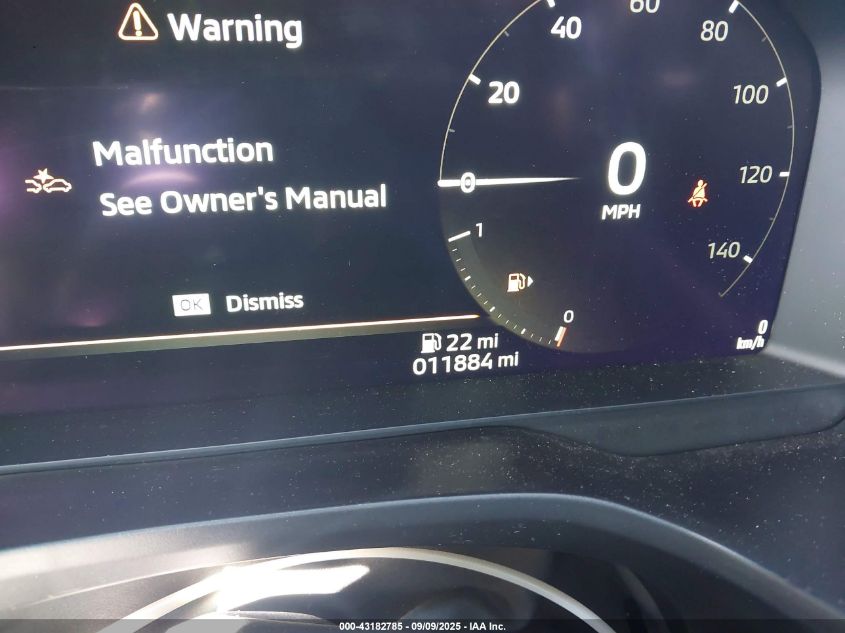 Warning
Malfunction
See Owner's Manual
OK Dismiss
0
20
40
60
80
100
120
140
0
MPH
1
0
0
km/h
22 mi
011884 mi
000-43182785 - 09/09/2025 - IAA Inc.